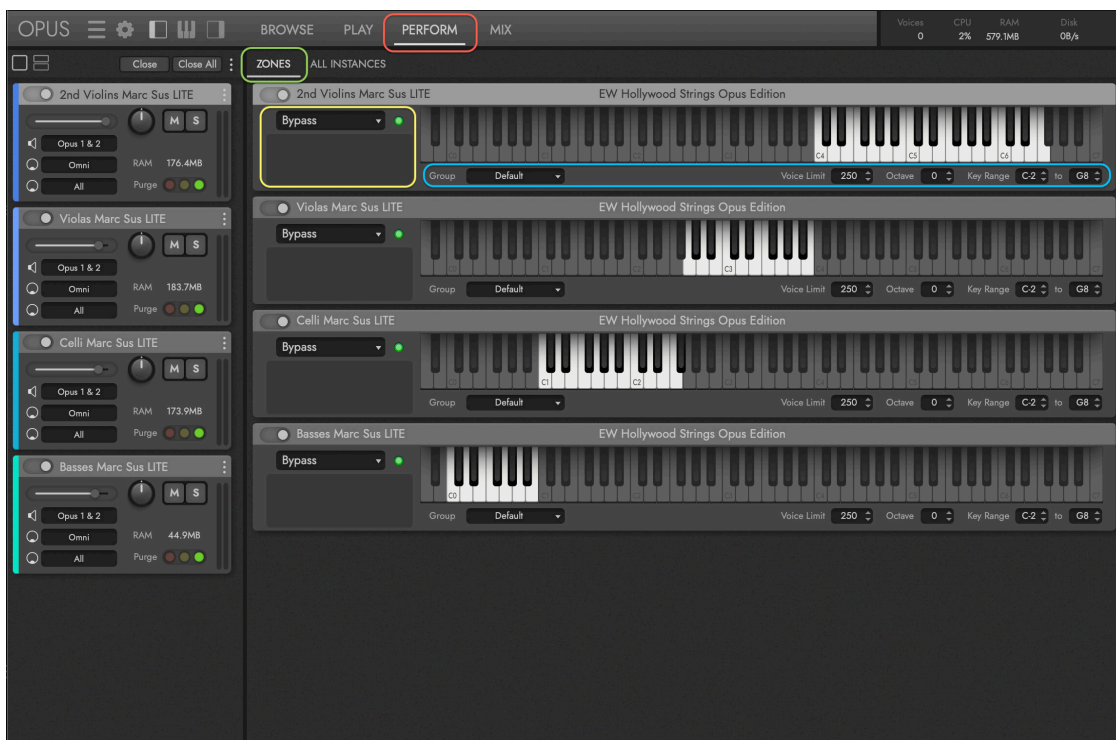 OPUS BROWSE PLAY PERFORM MIX Voices CPU RAM Disk
0 2% 579.1MB 0B/s
Close Close All ZONES ALL INSTANCES
2nd Violins Marc Sus LITE
Opus 1 & 2
Omni RAM 176.4MB
All Purge
Violas Marc Sus LITE
Opus 1 & 2
Omni RAM 183.7MB
All Purge
Celli Marc Sus LITE
Opus 1 & 2
Omni RAM 173.9MB
All Purge
Basses Marc Sus LITE
Opus 1 & 2
Omni RAM 44.9MB
All Purge
M S
M S
M S
M S
2nd Violins Marc Sus LITE EW Hollywood Strings Opus Edition
Bypass
C4 C5 C6
Group Default Voice Limit 250 Octave 0 Key Range C-2 to G8
Violas Marc Sus LITE EW Hollywood Strings Opus Edition
Bypass
C3
Group Default Voice Limit 250 Octave 0 Key Range C-2 to G8
Celli Marc Sus LITE EW Hollywood Strings Opus Edition
Bypass
C1 C2
Group Default Voice Limit 250 Octave 0 Key Range C-2 to G8
Basses Marc Sus LITE EW Hollywood Strings Opus Edition
Bypass
C0
Group Default Voice Limit 250 Octave 0 Key Range C-2 to G8